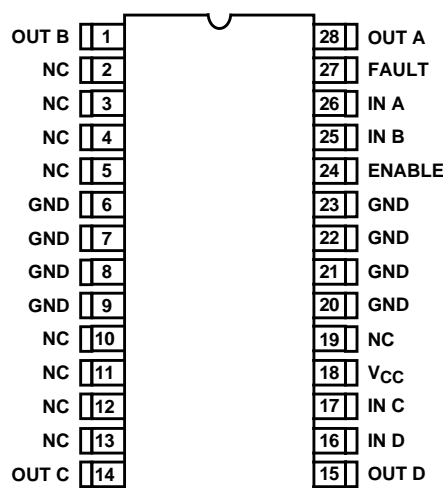 OUT B 1 28 OUT A
NC 2 27 FAULT
NC 3 26 IN A
NC 4 25 IN B
NC 5 24 ENABLE
GND 6 23 GND
GND 7 22 GND
GND 8 21 GND
GND 9 20 GND
NC 10 19 NC
NC 11 18 VCC
NC 12 17 IN C
NC 13 16 IN D
OUT C 14 15 OUT D